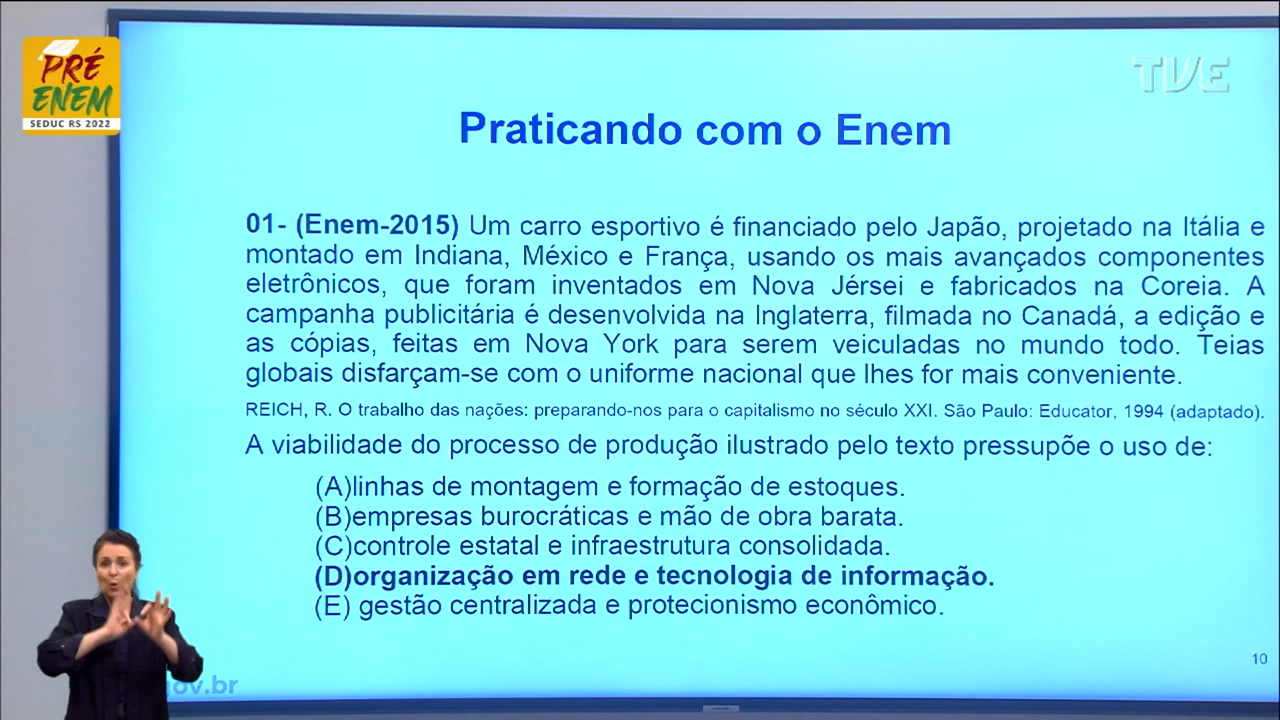 PRÉ
ENEM
SEDUC RS 2022
TVE
Praticando com o Enem
01- (Enem-2015) Um carro esportivo é financiado pelo Japão, projetado na Itália e
montado em Indiana, México e França, usando os mais avançados componentes
eletrônicos, que foram inventados em Nova Jérsei e fabricados na Coreia. A
campanha publicitária é desenvolvida na Inglaterra, filmada no Canadá, a edição e
as cópias, feitas em Nova York para serem veiculadas no mundo todo. Teias
globais disfarçam-se com o uniforme nacional que lhes for mais conveniente.
REICH, R. O trabalho das nações: preparando-nos para o capitalismo no século XXI. São Paulo: Educator, 1994 (adaptado).
A viabilidade do processo de produção ilustrado pelo texto pressupõe o uso de:
(A)linhas de montagem e formação de estoques.
(B)empresas burocráticas e mão de obra barata.
(C)controle estatal e infraestrutura consolidada.
(D)organização em rede e tecnologia de informação.
(E) gestão centralizada e protecionismo econômico.
10
gov.br